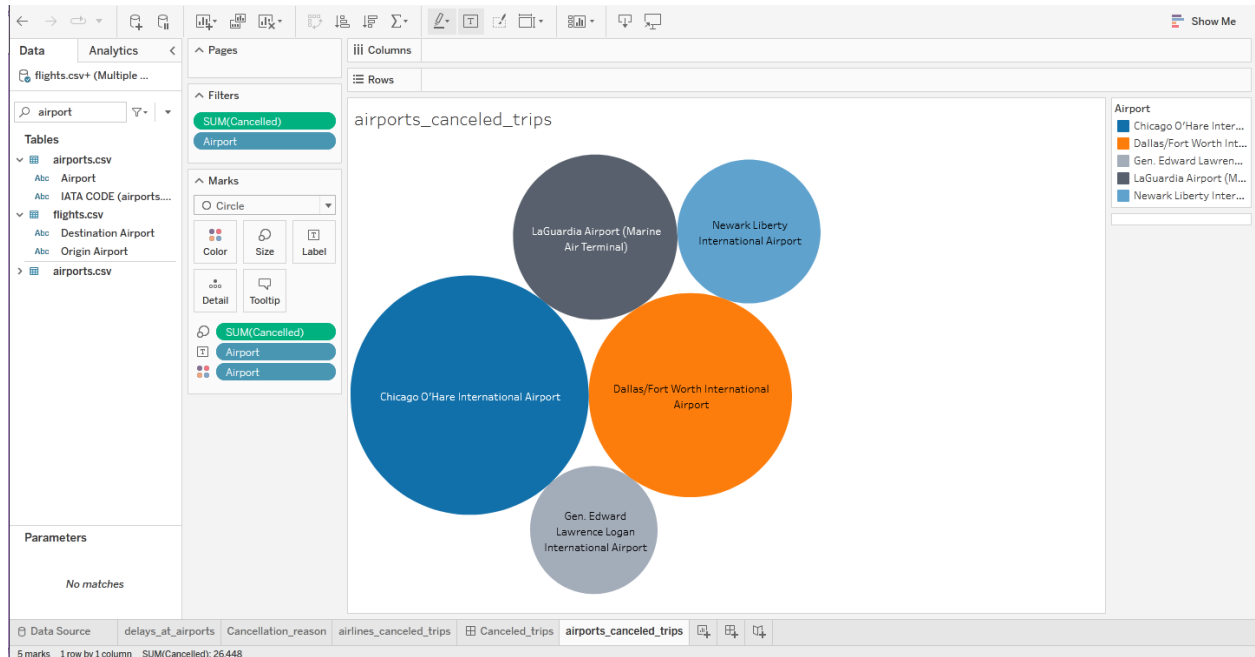 Show Me
Data
Analytics
flights.csv+ (Multiple ...
airport
Tables
airports.csv
Abc Airport
Abc IATA CODE (airports....
flights.csv
Abc Destination Airport
Abc Origin Airport
airports.csv
Parameters
No matches
Pages
Filters
SUM(Cancelled)
Airport
Marks
Circle
Color
Size
T
Label
Detail
Tooltip
SUM(Cancelled)
T Airport
Airport
iii Columns
Rows
airports_canceled_trips
LaGuardia Airport (Marine
Air Terminal)
Newark Liberty
International Airport
Chicago O'Hare International Airport
Dallas/Fort Worth International
Airport
Gen. Edward
Lawrence Logan
International Airport
Airport
Chicago O'Hare Inter...
Dallas/Fort Worth Int...
Gen. Edward Lawren...
LaGuardia Airport (M...
Newark Liberty Inter...
Data Source
delays_at_airports
Cancellation_reason
airlines_canceled_trips
Canceled_trips
airports_canceled_trips
5 marks 1 row by 1 column SUM(Cancelled): 26,448